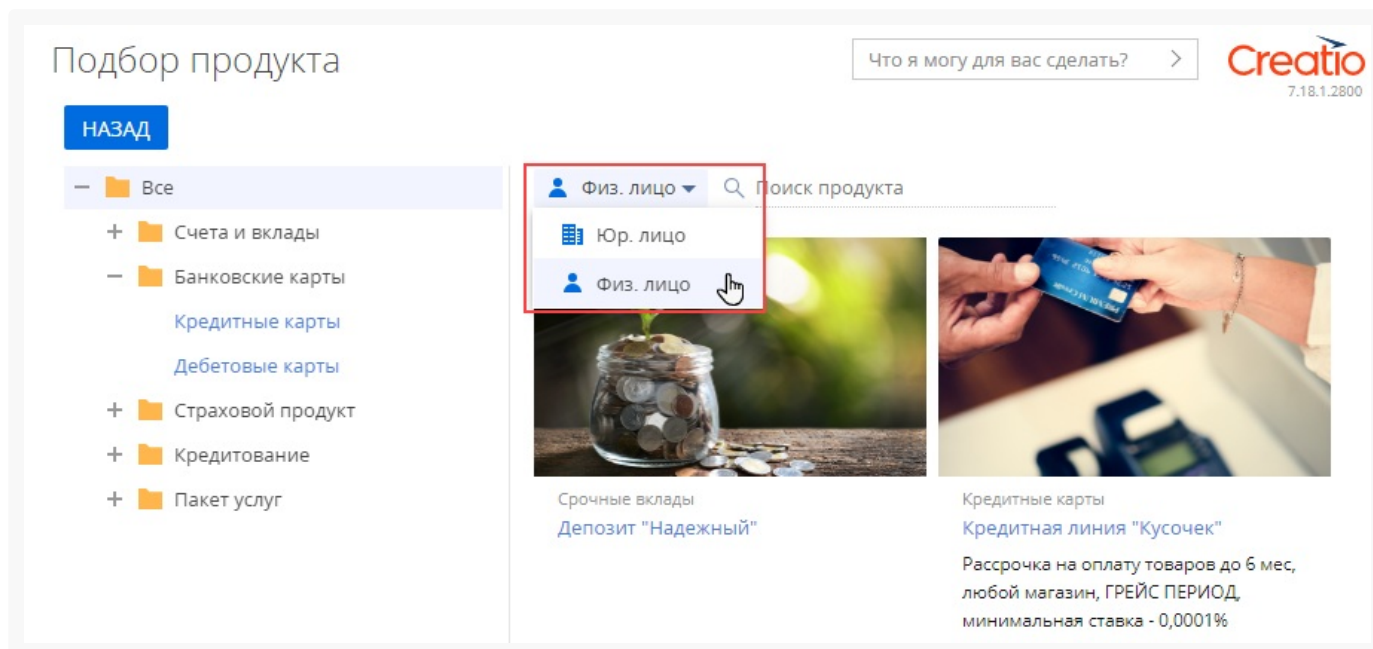 Подбор продукта
Что я могу для вас сделать?
Creatio
7.18.1.2800
НАЗАД
Все
Счета и вклады
Банковские карты
Кредитные карты
Дебетовые карты
Страховой продукт
Кредитование
Пакет услуг
Физ. лицо
Поиск продукта
Юр. лицо
Физ. лицо
Срочные вклады
Депозит "Надежный"
Кредитные карты
Кредитная линия "Кусочек"
Рассрочка на оплату товаров до 6 мес,
любой магазин, ГРЕЙС ПЕРИОД,
минимальная ставка - 0,0001%